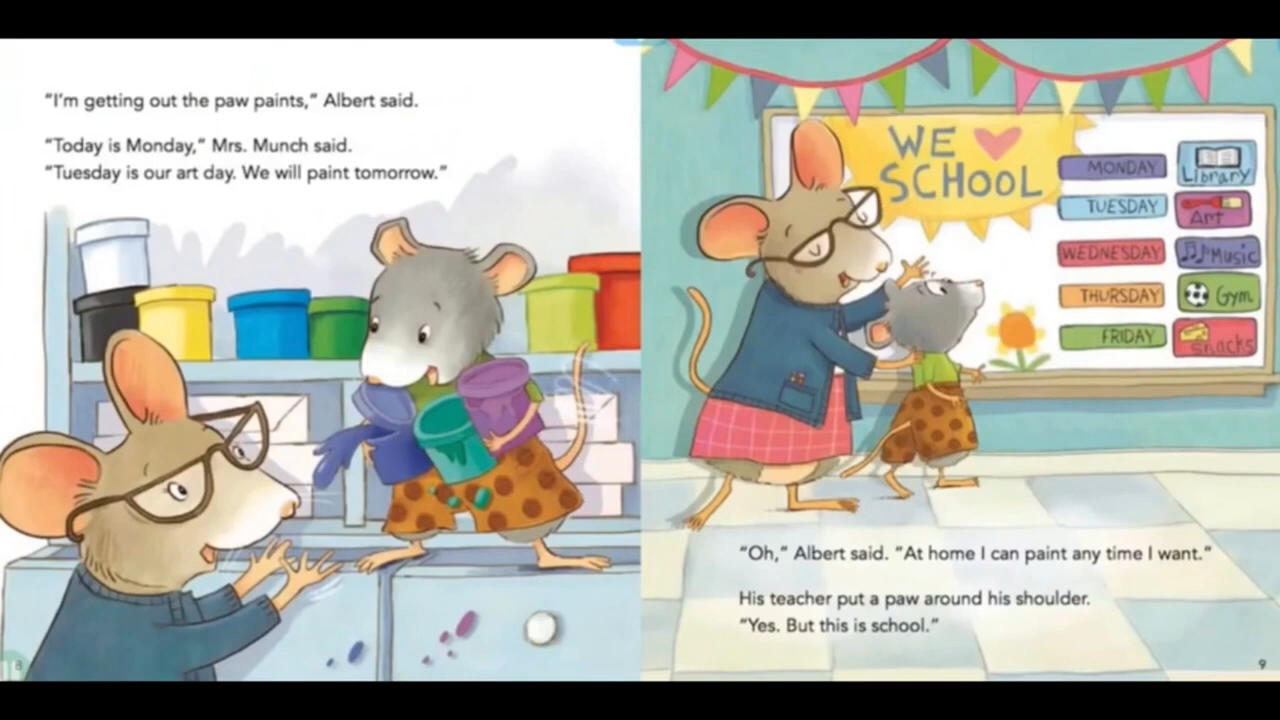 “I’m getting out the paw paints,” Albert said.
“Today is Monday,” Mrs. Munch said.
“Tuesday is our art day. We will paint tomorrow.”
8
WE
SCHOOL
MONDAY
Library
TUESDAY
Art
WEDNESDAY
Music
THURSDAY
Gym
FRIDAY
snacks
“Oh,” Albert said. “At home I can paint any time I want.”
His teacher put a paw around his shoulder.
“Yes. But this is school.”
9